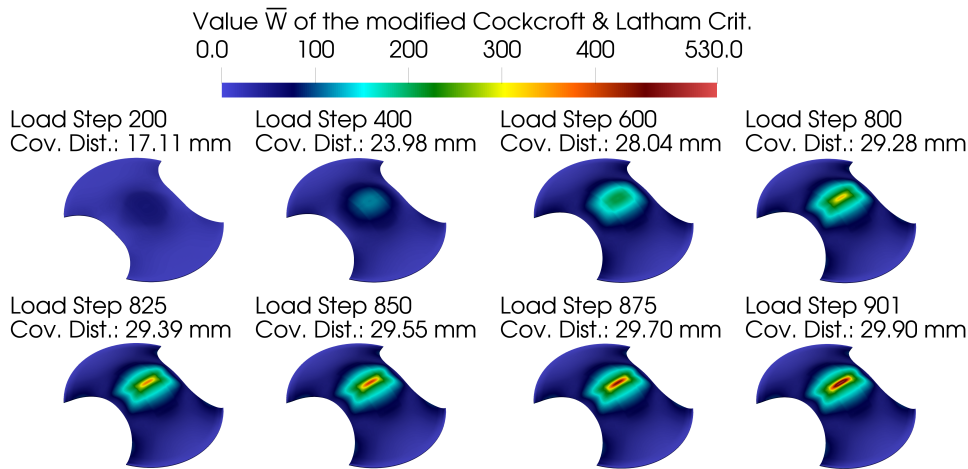 Value W̅ of the modified Cockcroft & Latham Crit.
0.0 100 200 300 400 530.0
Load Step 200
Cov. Dist.: 17.11 mm
Load Step 400
Cov. Dist.: 23.98 mm
Load Step 600
Cov. Dist.: 28.04 mm
Load Step 800
Cov. Dist.: 29.28 mm
Load Step 825
Cov. Dist.: 29.39 mm
Load Step 850
Cov. Dist.: 29.55 mm
Load Step 875
Cov. Dist.: 29.70 mm
Load Step 901
Cov. Dist.: 29.90 mm